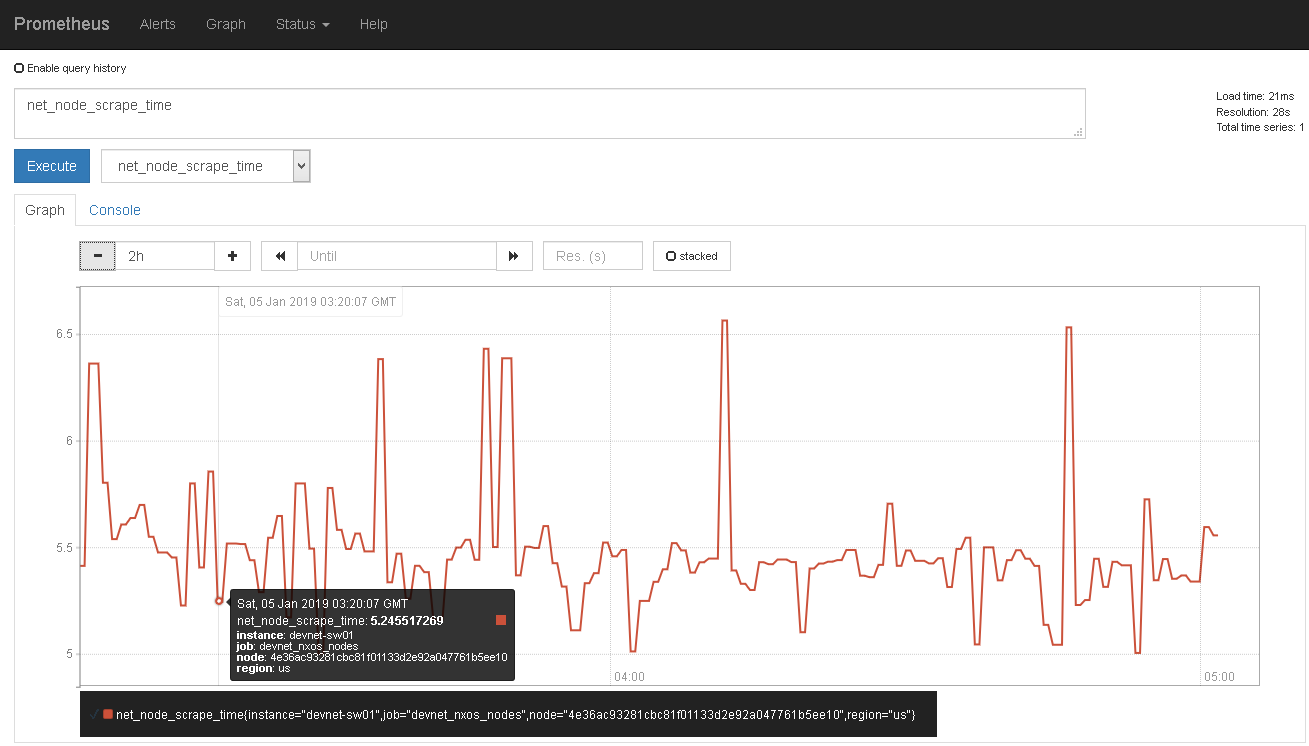 Prometheus Alerts Graph Status Help
Enable query history
net_node_scrape_time
Load time: 21ms
Resolution: 28s
Total time series: 1
Execute net_node_scrape_time
Graph Console
2h Until Res. (s) stacked
Sat, 05 Jan 2019 03:20:07 GMT
6.5
6
5.5
5
Sat, 05 Jan 2019 03:20:07 GMT
net_node_scrape_time: 5.245517269
instance: devnet-sw01
job: devnet_nxos_nodes
node: 4e36ac93281cbc81f01133d2e92a047761b5ee10
region: us
04:00 05:00
net_node_scrape_time{instance="devnet-sw01",job="devnet_nxos_nodes",node="4e36ac93281cbc81f01133d2e92a047761b5ee10",region="us"}